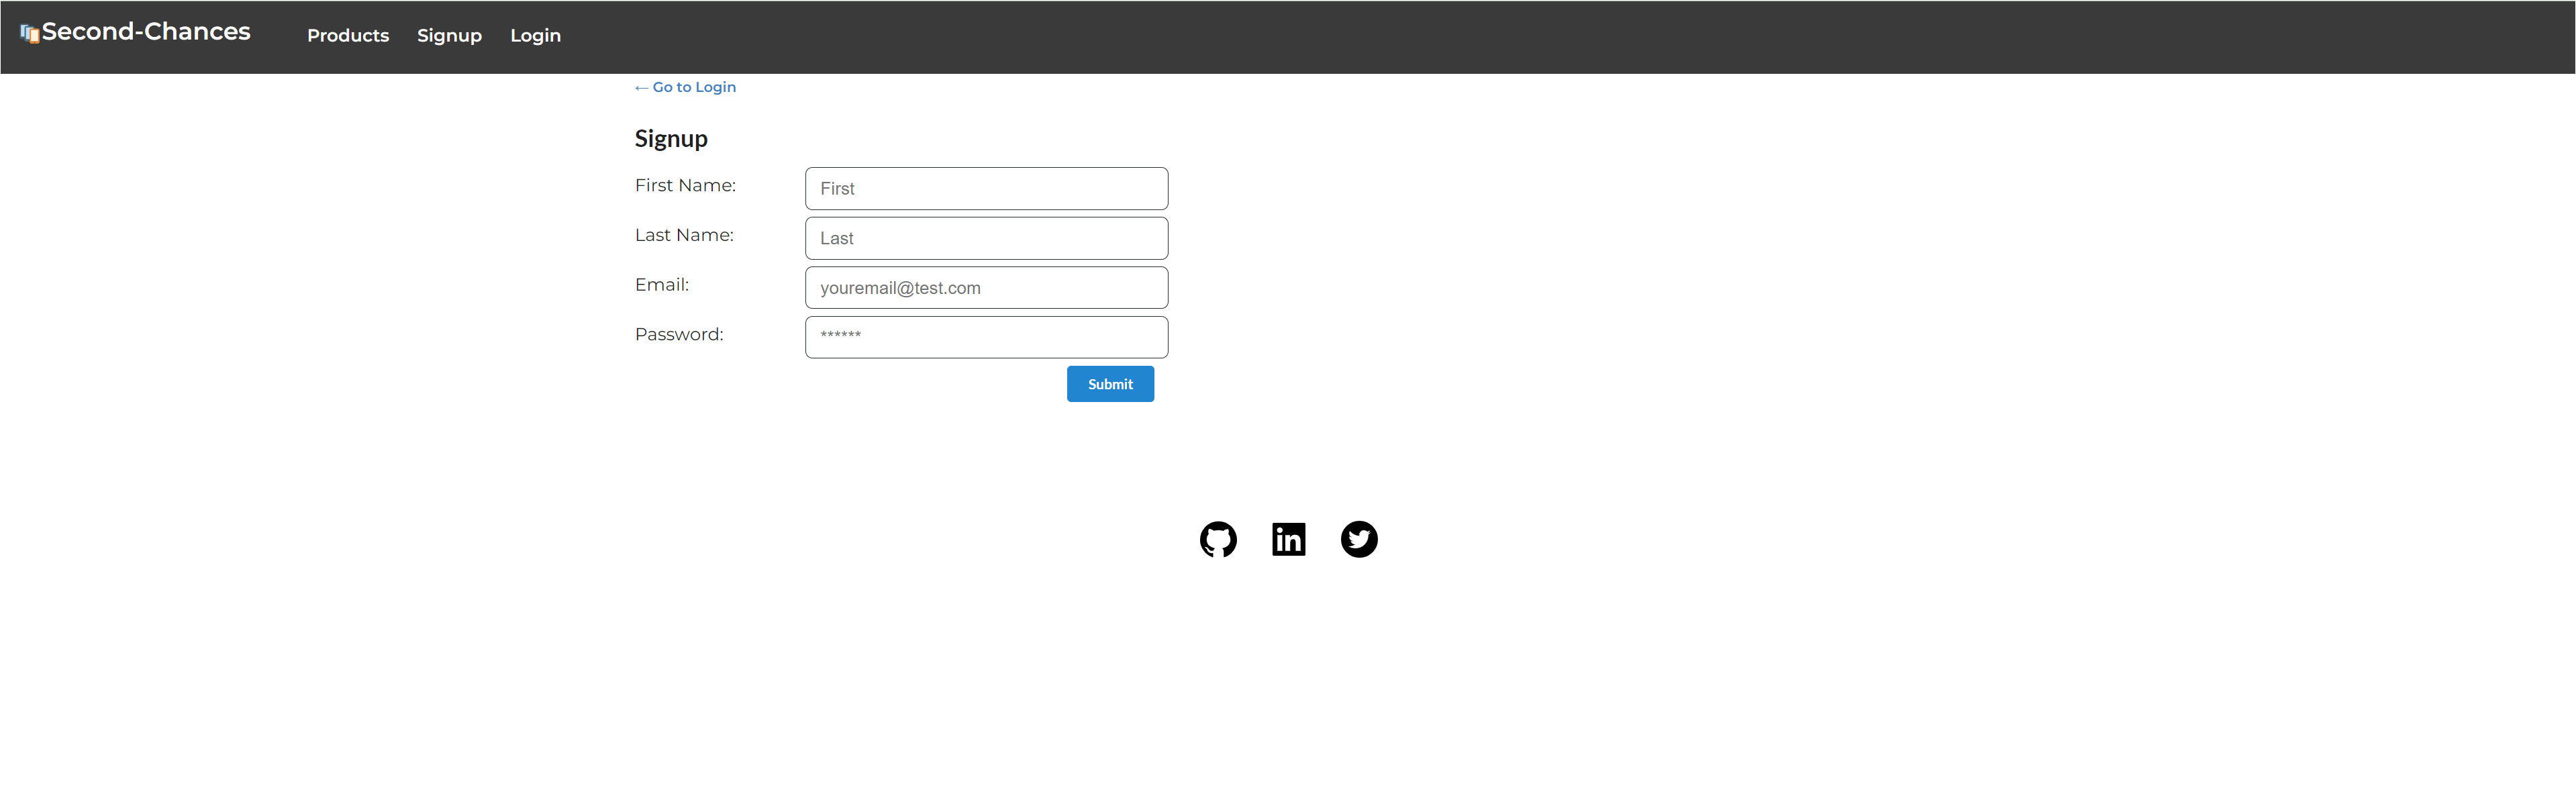 Second-Chances Products Signup Login
← Go to Login
Signup
First Name: First
Last Name: Last
Email: youremail@test.com
Password: ******
Submit
in